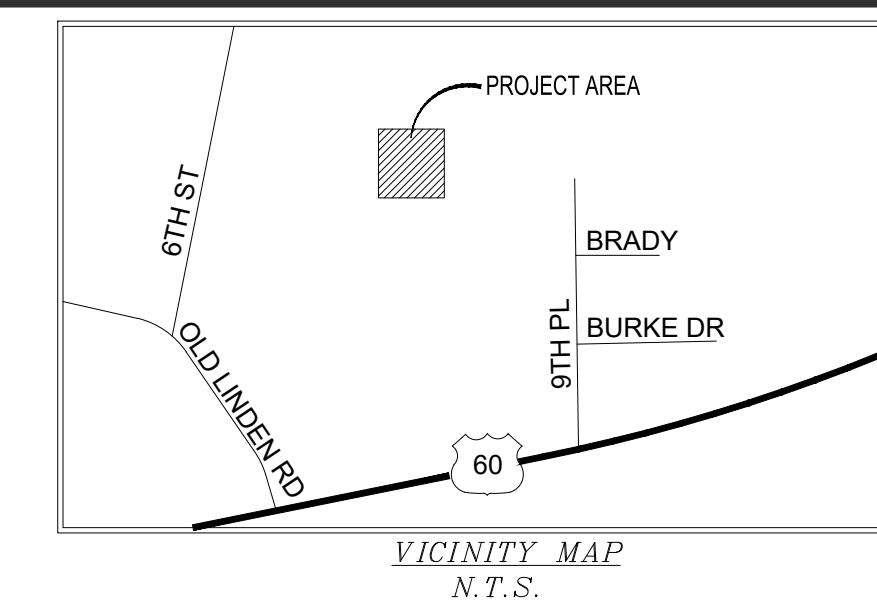 PROJECT AREA
6TH ST
BRADY
BURKE DR
9TH PL
OLD LINDEN RD
60
VICINITY MAP
N.T.S.